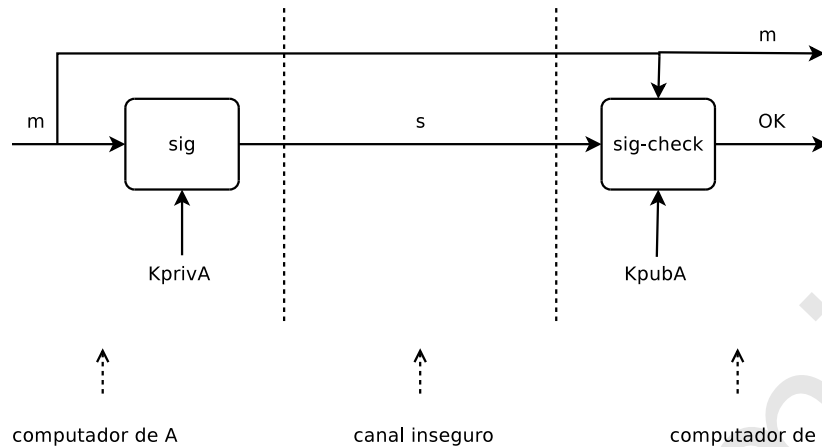 m
m
s
OK
sig
sig-check
KprivA
KpubA
computador de A
canal inseguro
computador de